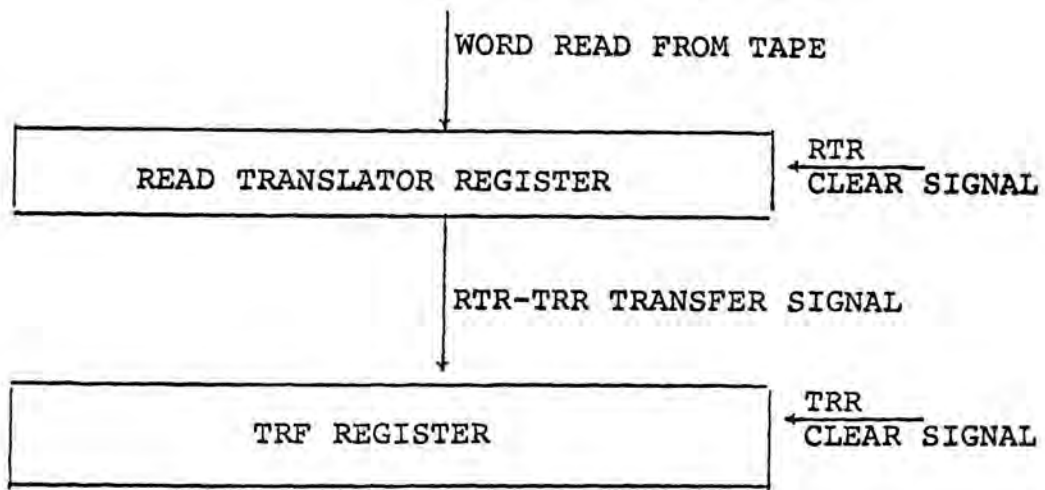 WORD READ FROM TAPE
READ TRANSLATOR REGISTER
RTR
CLEAR SIGNAL
RTR-TRR TRANSFER SIGNAL
TRF REGISTER
TRR
CLEAR SIGNAL